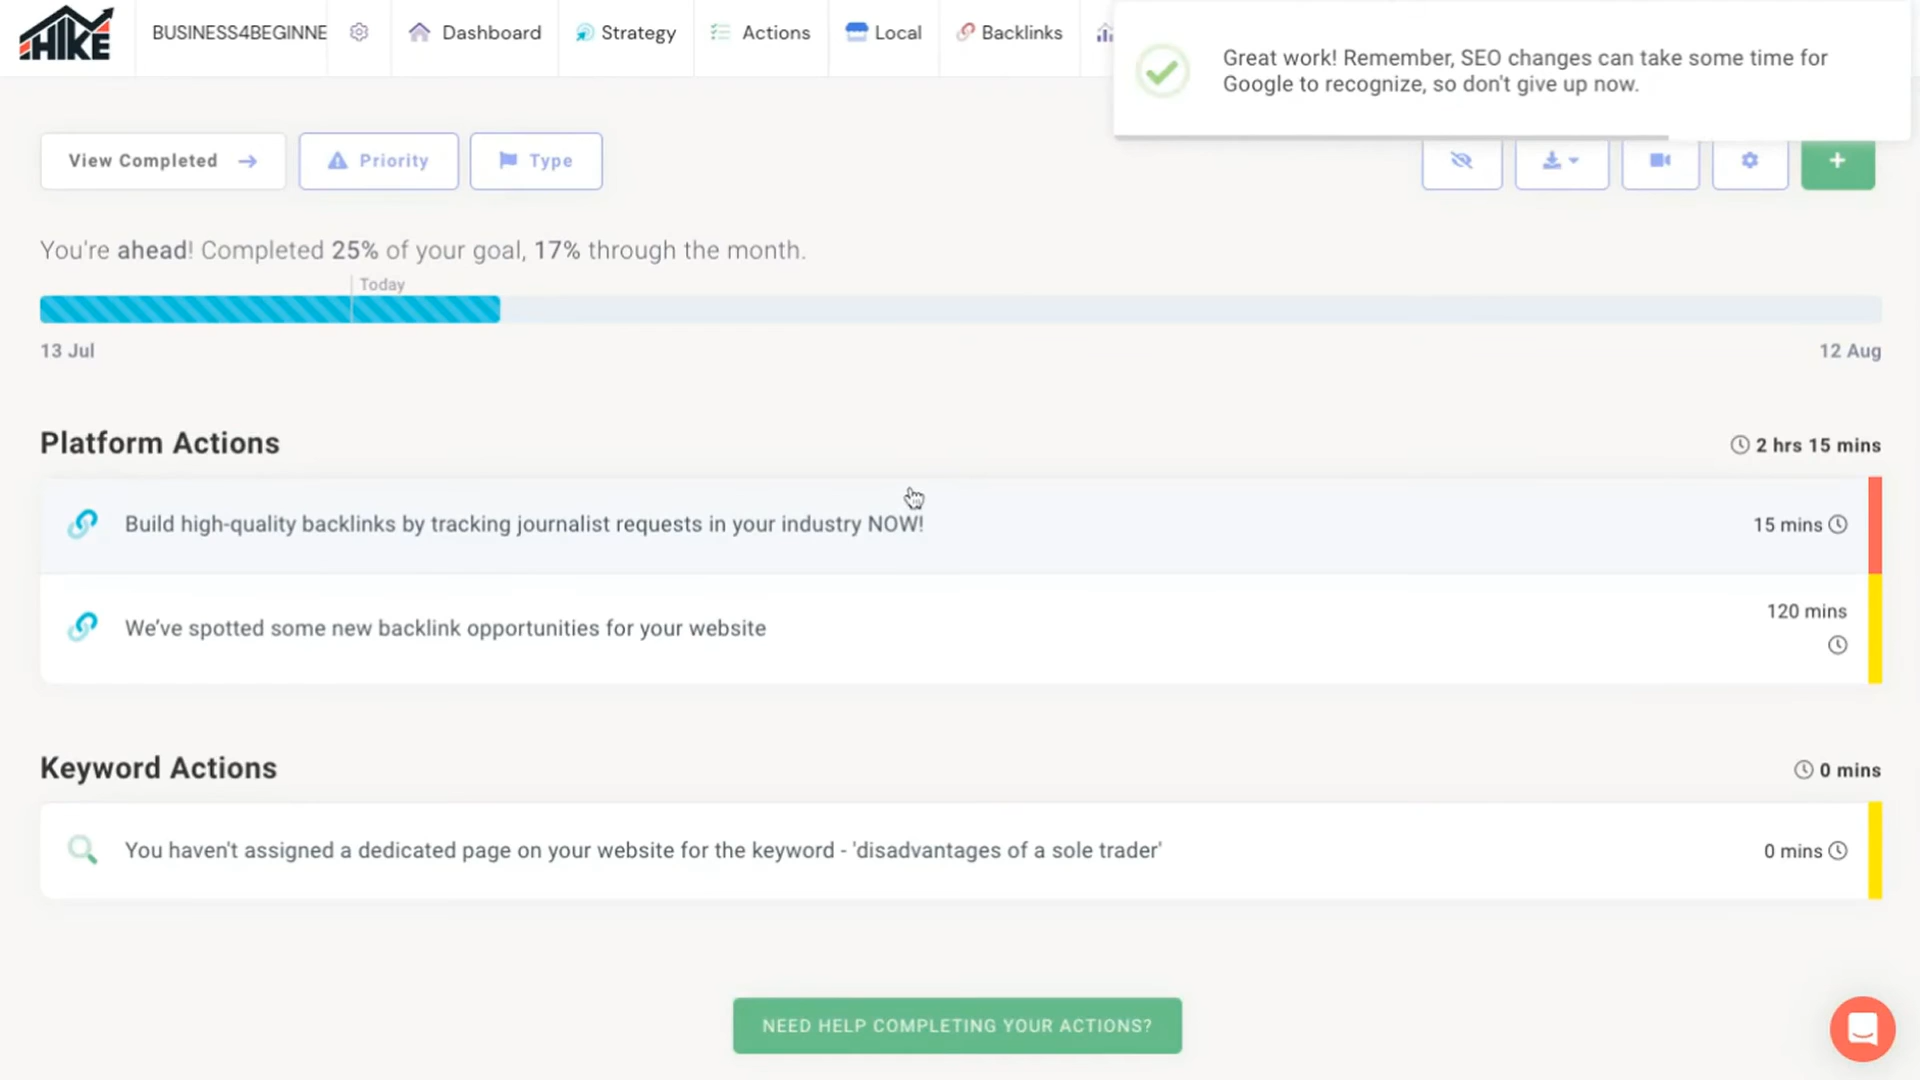 HIKE
BUSINESS4BEGINNE
Dashboard
Strategy
Actions
Local
Backlinks
Great work! Remember, SEO changes can take some time for
Google to recognize, so don't give up now.
View Completed
Priority
Type
You're ahead! Completed 25% of your goal, 17% through the month.
Today
13 Jul
12 Aug
Platform Actions
2 hrs 15 mins
Build high-quality backlinks by tracking journalist requests in your industry NOW!
15 mins
We've spotted some new backlink opportunities for your website
120 mins
Keyword Actions
0 mins
You haven't assigned a dedicated page on your website for the keyword - 'disadvantages of a sole trader'
0 mins
NEED HELP COMPLETING YOUR ACTIONS?